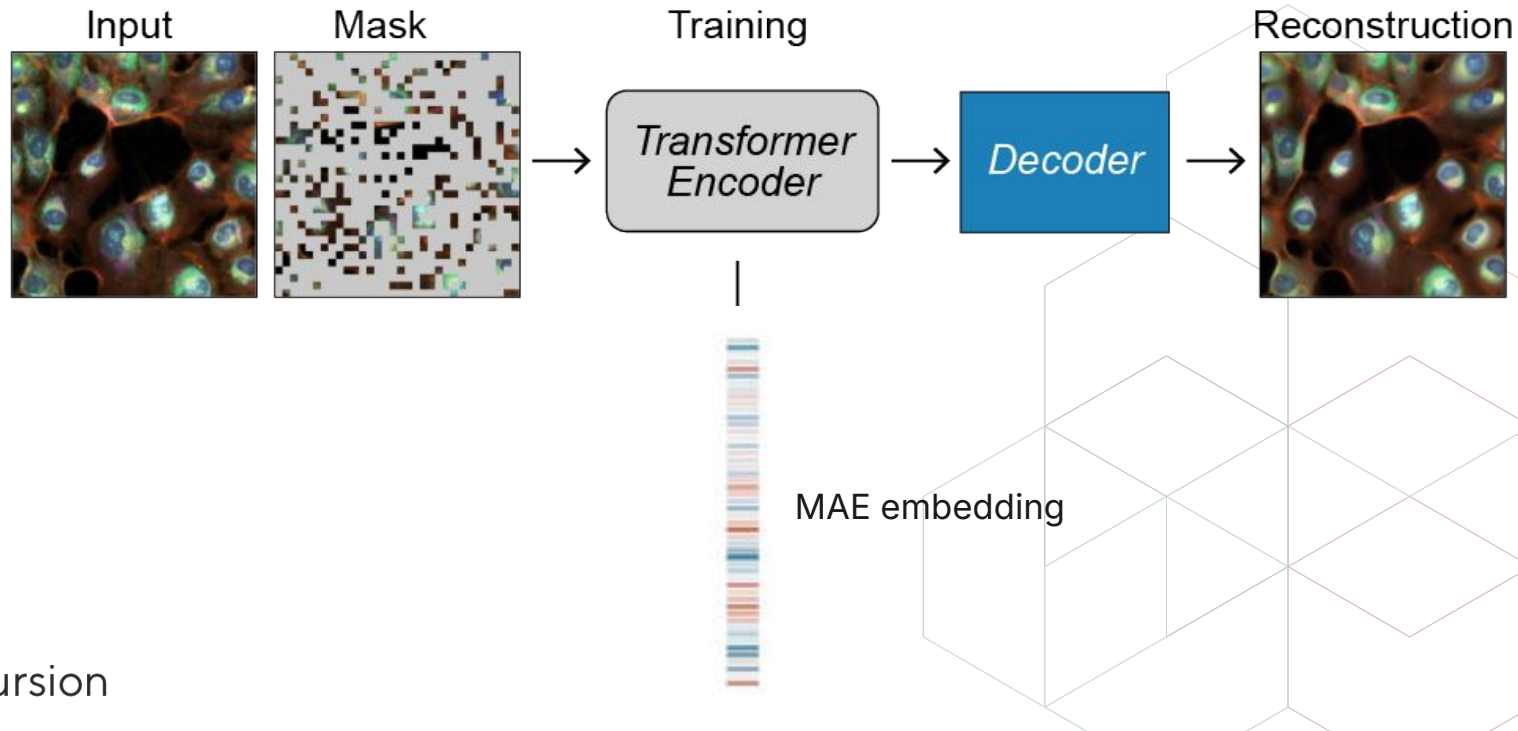 Input
Mask
Training
Reconstruction
Transformer
Encoder
Decoder
MAE embedding
ursion